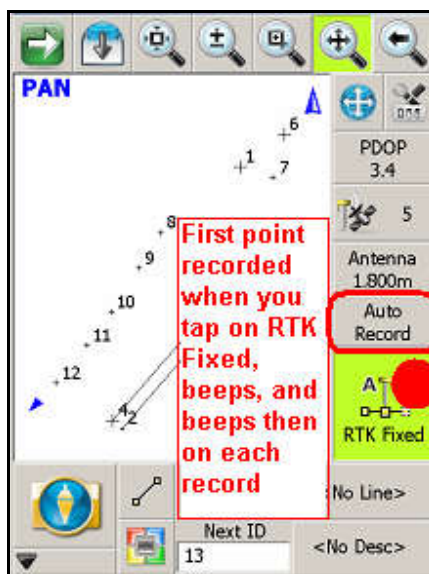 PAN
6
1
7
PDOP
3.4
5
8
9
Antenna
1.800m
10
Auto
Record
11
12
2
First point
recorded
when you
tap on RTK
Fixed,
beeps, and
beeps then
on each
record
A
RTK Fixed
No Line>
Next ID
13
<No Desc>